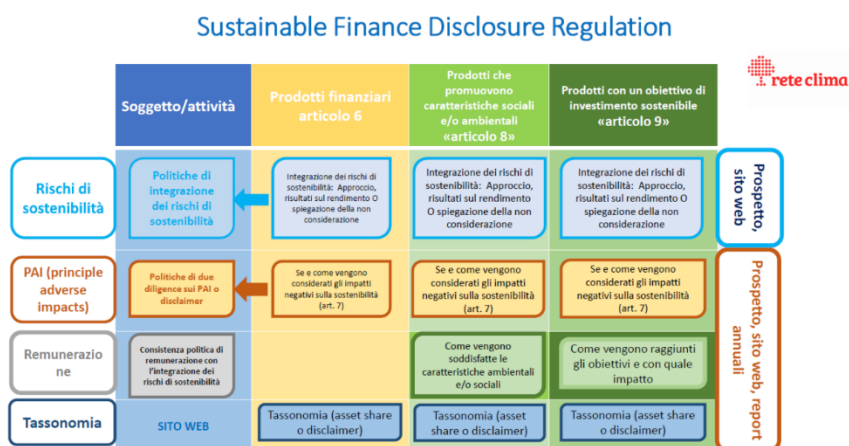 Sustainable Finance Disclosure Regulation
rete clima
Soggetto/attività
Prodotti finanziari
articolo 6
Prodotti che
promuovono
caratteristiche sociali
e/o ambientali
«articolo 8»
Prodotti con un obiettivo di
investimento sostenibile
«articolo 9»
Rischi di
sostenibilità
Politiche di
integrazione
dei rischi di
sostenibilità
Integrazione dei rischi di
sostenibilità: Approccio,
risultati sul rendimento O
spiegazione della non
considerazione
Integrazione dei rischi di
sostenibilità: Approccio,
risultati sul rendimento
O spiegazione della non
considerazione
Integrazione dei rischi di
sostenibilità: Approccio,
risultati sul rendimento O
spiegazione della non
considerazione
Prospetto,
sito web
PAI (principle
adverse
impacts)
Politiche di due
diligence sui PAI o
disclaimer
Se e come vengono
considerati gli impatti
negativi sulla sostenibilità
(art. 7)
Se e come vengono
considerati gli impatti
negativi sulla sostenibilità
(art. 7)
Se e come vengono
considerati gli impatti
negativi sulla sostenibilità
(art. 7)
Prospetto, sito web, report
annuali
Remunerazio
ne
Consistenza politica di
remunerazione con
l'integrazione dei
rischi di sostenibilità
Come vengono
soddisfatte le
caratteristiche ambientali
e/o sociali
Come vengono raggiunti
gli obiettivi e con quale
impatto
Tassonomia
SITO WEB
Tassonomia (asset share
o disclaimer)
Tassonomia (asset share
o disclaimer)
Tassonomia (asset share
o disclaimer)